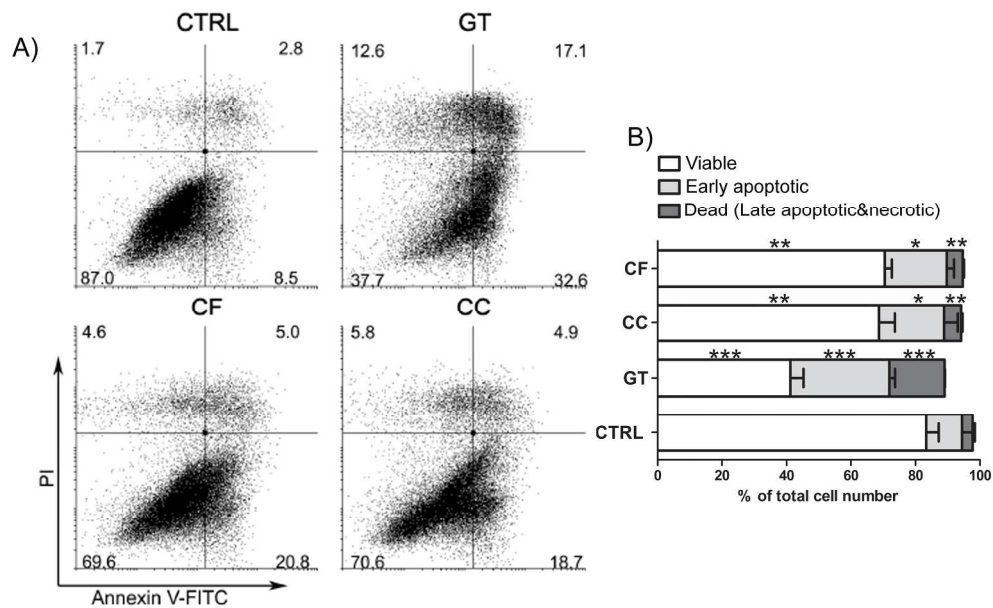 A)
CTRL
1.7 2.8
87.0 8.5
GT
12.6 17.1
37.7 32.6
CF
4.6 5.0
69.6 20.8
CC
5.8 4.9
70.6 18.7
PI
Annexin V-FITC
B)
Viable
Early apoptotic
Dead (Late apoptotic&necrotic)
** * **
CF
** * **
CC
*** *** ***
GT
CTRL
0 20 40 60 80 100
% of total cell number